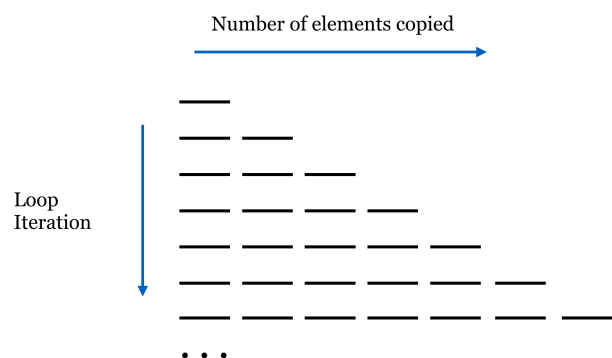 Number of elements copied
Loop
Iteration
. . .